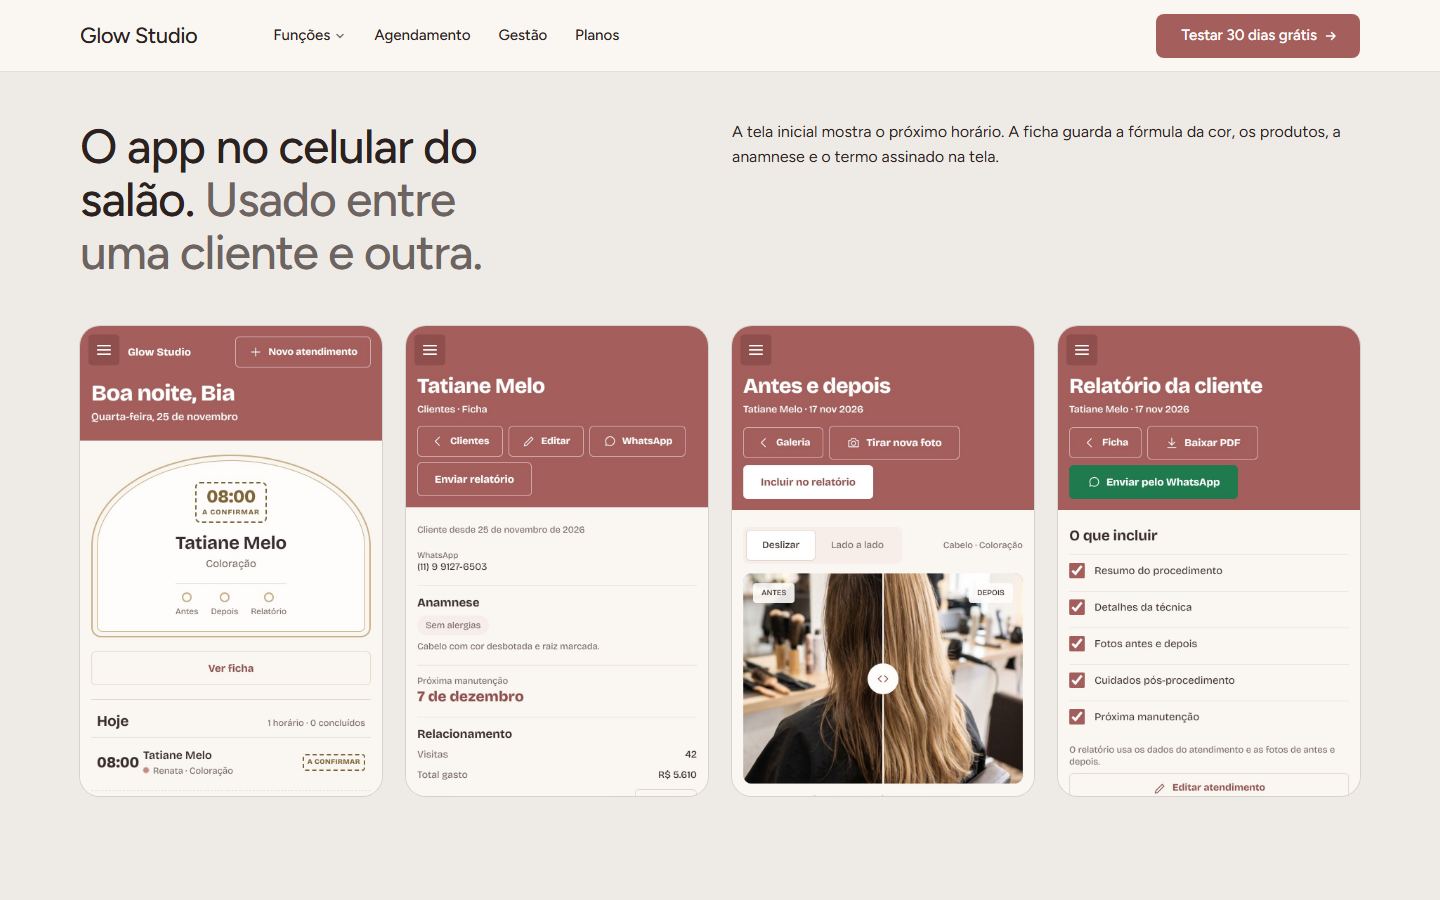 Glow Studio
Funções
Agendamento
Gestão
Planos
Testar 30 dias grátis →
O app no celular do
salão. Usado entre
uma cliente e outra.
A tela inicial mostra o próximo horário. A ficha guarda a fórmula da cor, os produtos, a
anamnese e o termo assinado na tela.
Glow Studio
Novo atendimento
Boa noite, Bia
Quarta-feira, 25 de novembro
08:00
A CONFIRMAR
Tatiane Melo
Coloração
Antes
Depois
Relatório
Ver ficha
Hoje
1 horário · 0 concluídos
08:00
Tatiane Melo
Renata · Coloração
A CONFIRMAR
Tatiane Melo
Clientes · Ficha
Clientes
Editar
WhatsApp
Enviar relatório
Cliente desde 25 de novembro de 2026
WhatsApp
(11) 9 9127-6503
Anamnese
Sem alergias
Cabelo com cor desbotada e raiz marcada.
Próxima manutenção
7 de dezembro
Relacionamento
Visitas
42
Total gasto
R$ 5.610
Antes e depois
Tatiane Melo · 17 nov 2026
Galeria
Tirar nova foto
Incluir no relatório
Deslizar
Lado a lado
Cabelo · Coloração
ANTES
DEPOIS
Relatório da cliente
Tatiane Melo · 17 nov 2026
Ficha
Baixar PDF
Enviar pelo WhatsApp
O que incluir
Resumo do procedimento
Detalhes da técnica
Fotos antes e depois
Cuidados pós-procedimento
Próxima manutenção
O relatório usa os dados do atendimento e as fotos de antes e
depois.
Editar atendimento